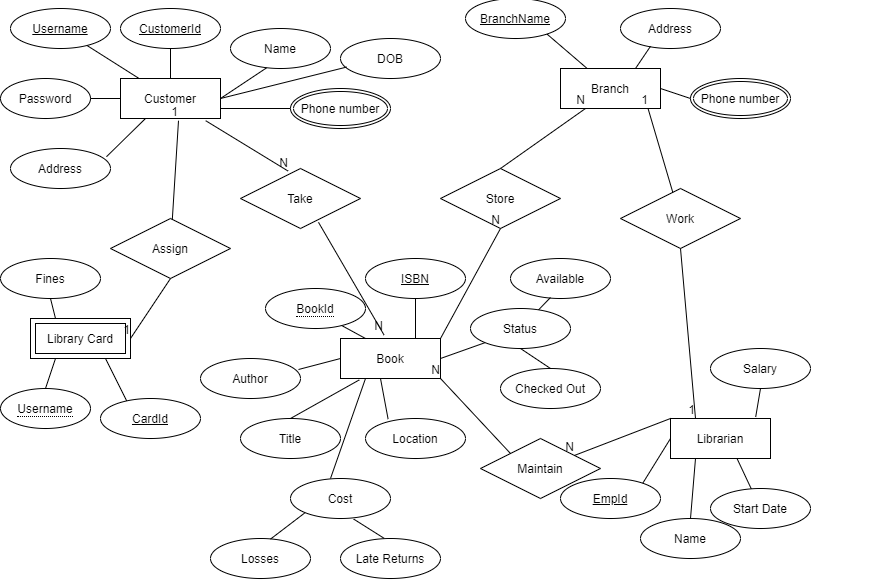 BranchName
Username
CustomerId
Address
Name
DOB
Branch
Password
Customer
N
1
Phone number
Phone number
1
N
Address
Take
Store
Work
N
Assign
Fines
ISBN
Available
BookId
N
Status
1
Library Card
Book
N
Author
Checked Out
Salary
Username
CardId
1
Title
Location
N
Librarian
Maintain
Cost
EmpId
Start Date
Name
Losses
Late Returns